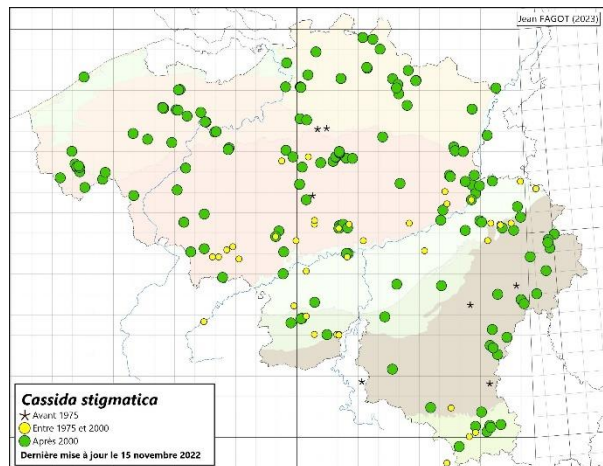 Jean FAGOT (2023)
Cassida stigmatica
Avant 1975
Entre 1975 et 2000
Après 2000
Dernière mise à jour le 15 novembre 2022